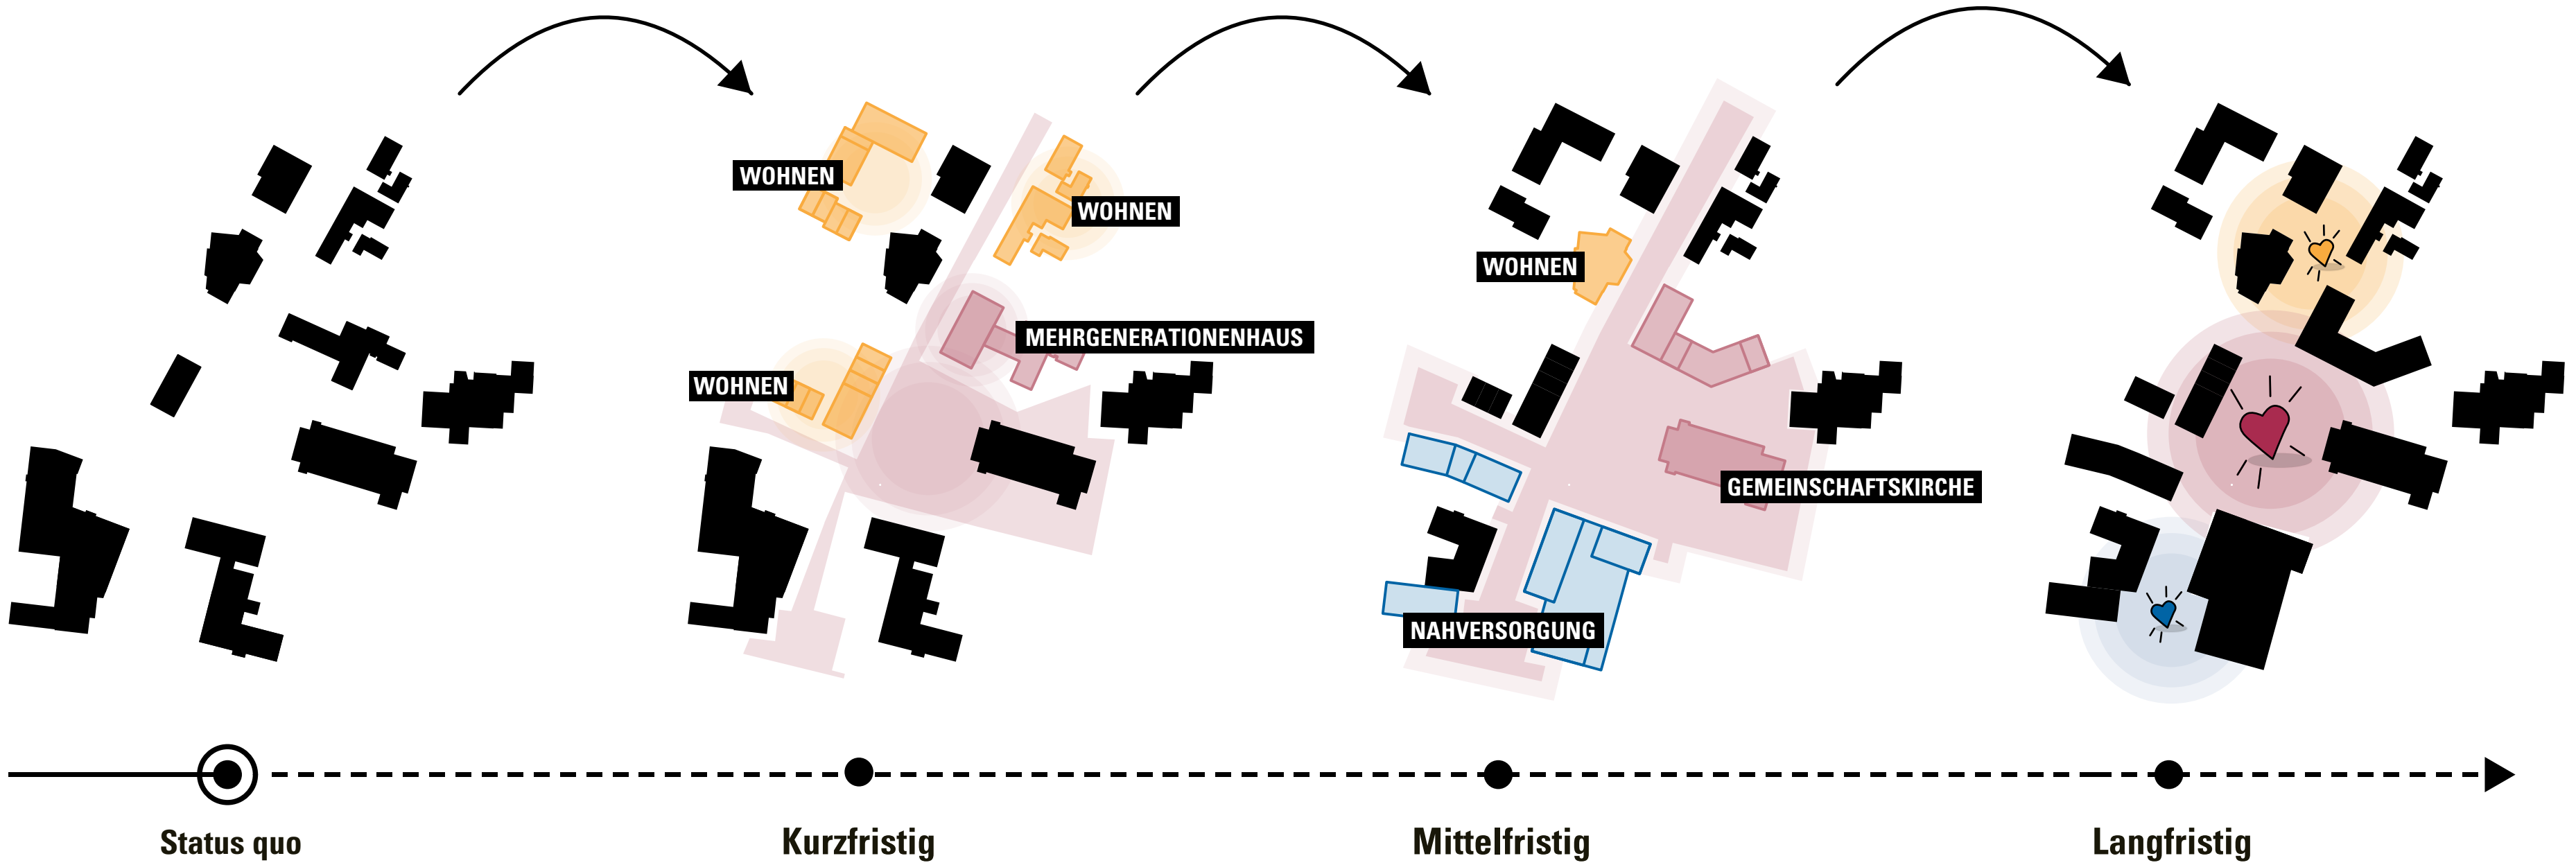 WOHNEN
WOHNEN
MEHRGENERATIONENHAUS
WOHNEN
WOHNEN
GEMEINSCHAFTSKIRCHE
NAHVERSORGUNG
Status quo
Kurzfristig
Mittelfristig
Langfristig